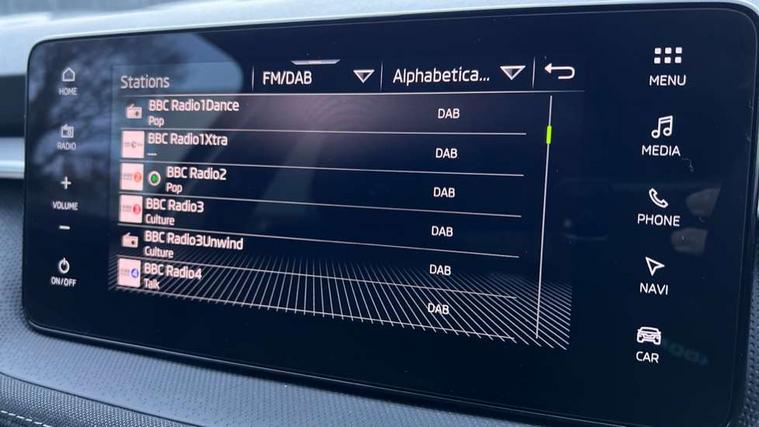 Stations FM/DAB Alphabetica...
BBC Radio1Dance
Pop DAB
BBC Radio1Xtra
--- DAB
BBC Radio2
Pop DAB
BBC Radio3
Culture DAB
BBC Radio3Unwind
Culture DAB
BBC Radio4
Talk DAB
HOME
RADIO
+
VOLUME
−
ON/OFF
MENU
MEDIA
PHONE
NAVI
CAR